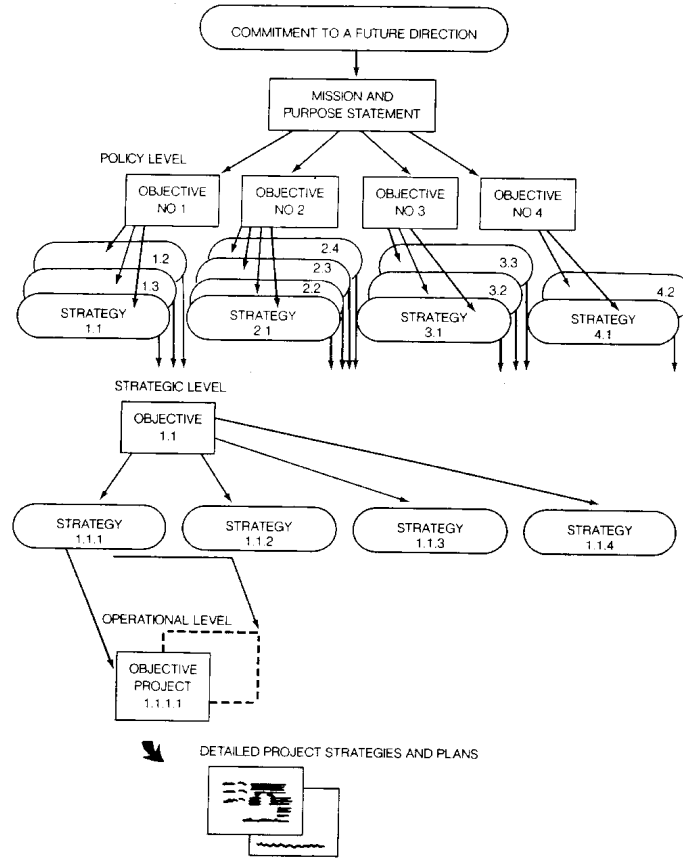 COMMITMENT TO A FUTURE DIRECTION
MISSION AND
PURPOSE STATEMENT
POLICY LEVEL
OBJECTIVE
NO 1
OBJECTIVE
NO 2
OBJECTIVE
NO 3
OBJECTIVE
NO 4
1.2
1.3
STRATEGY
1.1
2.4
2.3
2.2
STRATEGY
2.1
3.3
3.2
STRATEGY
3.1
4.2
STRATEGY
4.1
STRATEGIC LEVEL
OBJECTIVE
1.1
STRATEGY
1.1.1
STRATEGY
1.1.2
STRATEGY
1.1.3
STRATEGY
1.1.4
OPERATIONAL LEVEL
OBJECTIVE
PROJECT
1.1.1.1
DETAILED PROJECT STRATEGIES AND PLANS